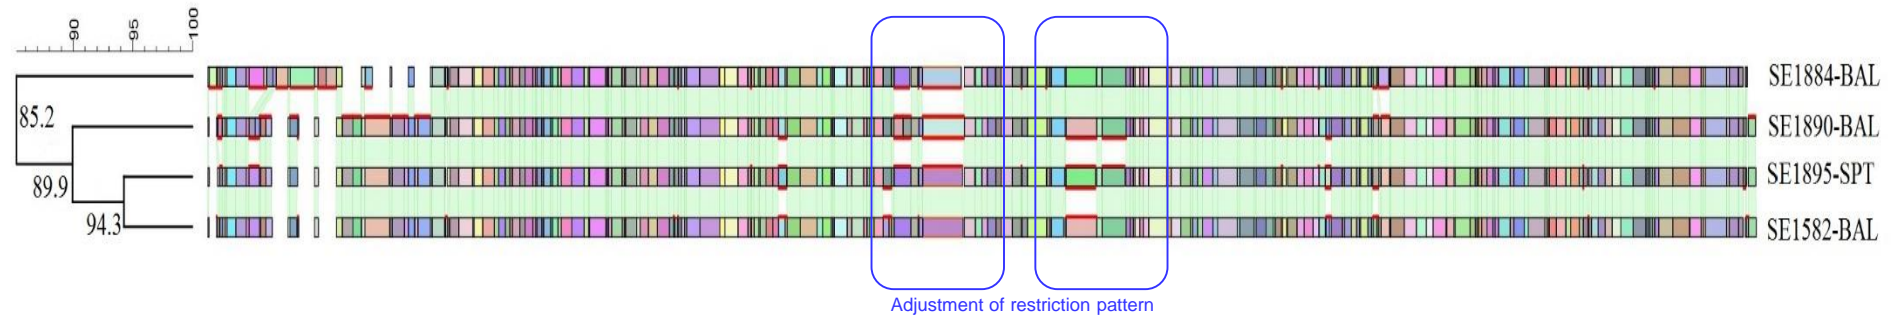 90
95
100
SE1884-BAL
85.2
SE1890-BAL
SE1895-SPT
89.9
94.3
SE1582-BAL
Adjustment of restriction pattern